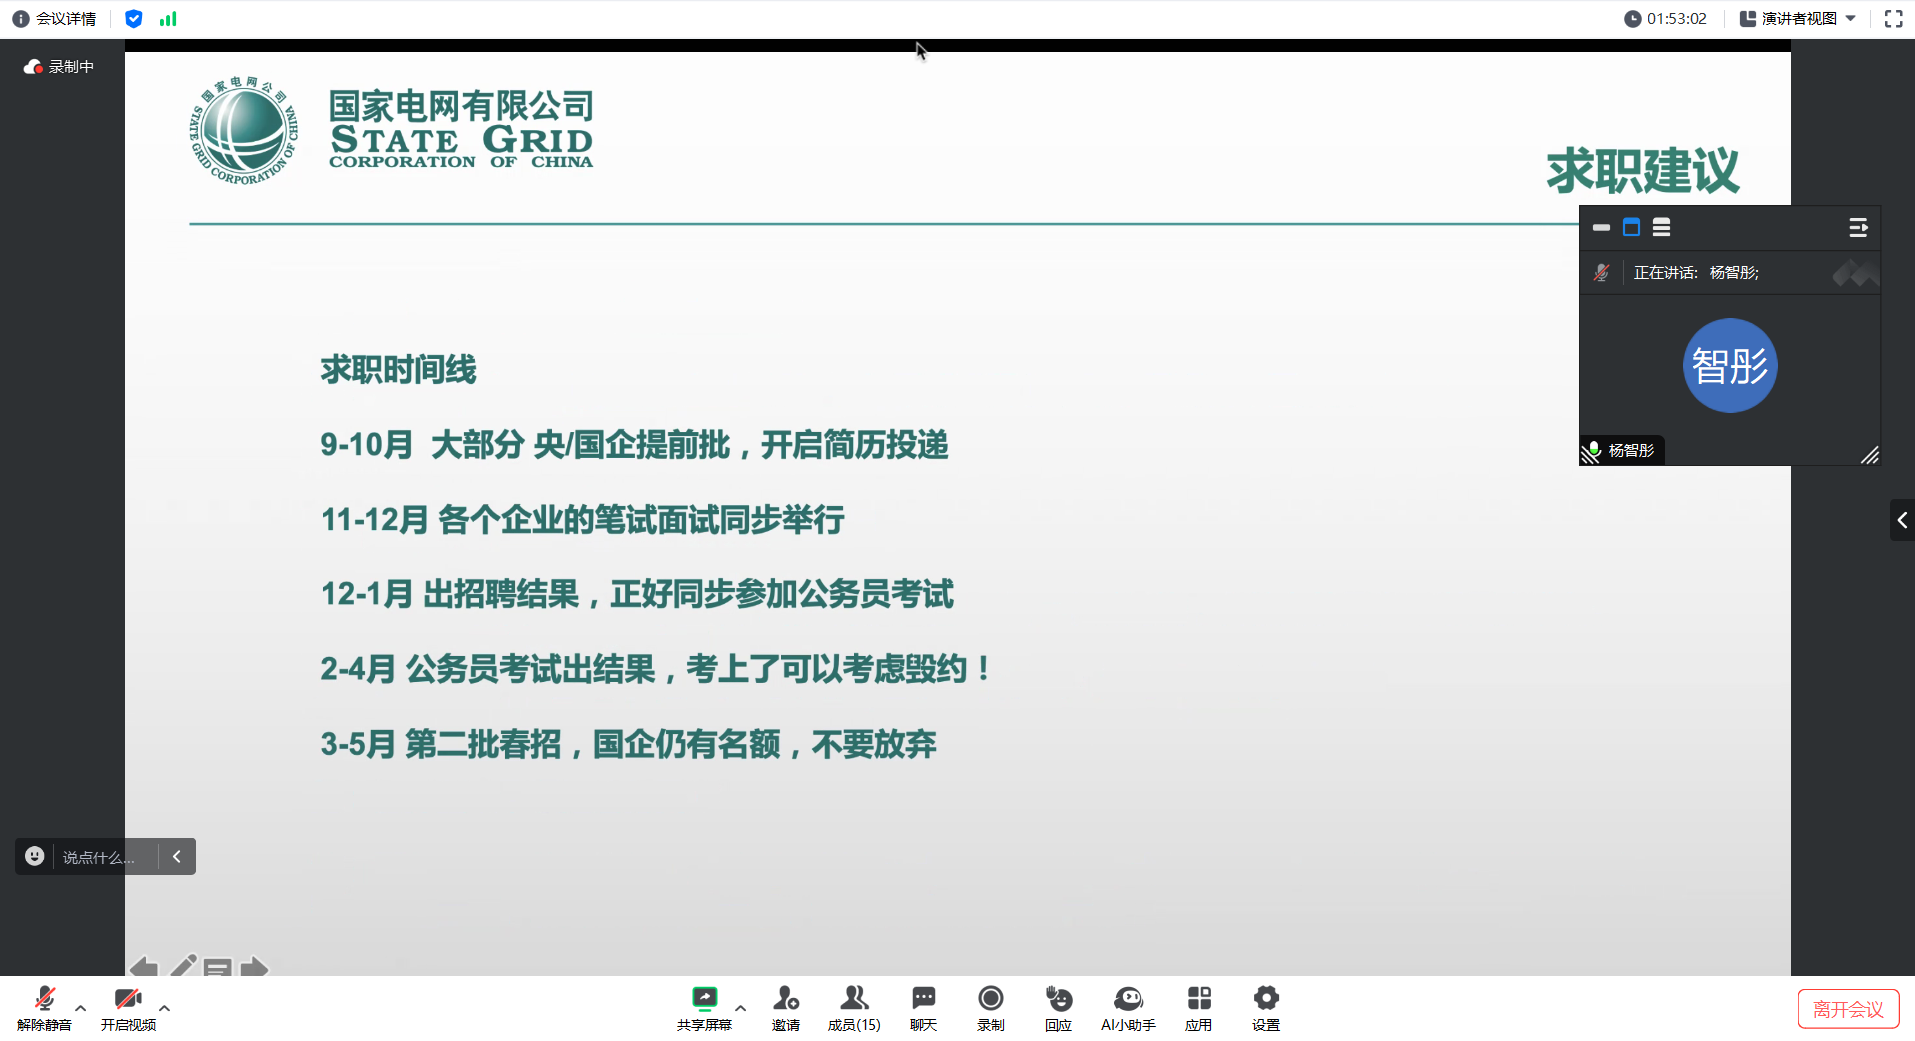 会议详情
01:53:02
演讲者视图
录制中
国家电网公司
STATE GRID CORPORATION OF CHINA
国家电网有限公司
STATE GRID
CORPORATION OF CHINA
求职建议
正在讲话: 杨智彤;
智彤
杨智彤
求职时间线
9-10月 大部分 央/国企提前批，开启简历投递
11-12月 各个企业的笔试面试同步举行
12-1月 出招聘结果，正好同步参加公务员考试
2-4月 公务员考试出结果，考上了可以考虑毁约！
3-5月 第二批春招，国企仍有名额，不要放弃
说点什么...
解除静音
开启视频
共享屏幕
邀请
成员(15)
聊天
录制
回应
AI小助手
应用
设置
离开会议